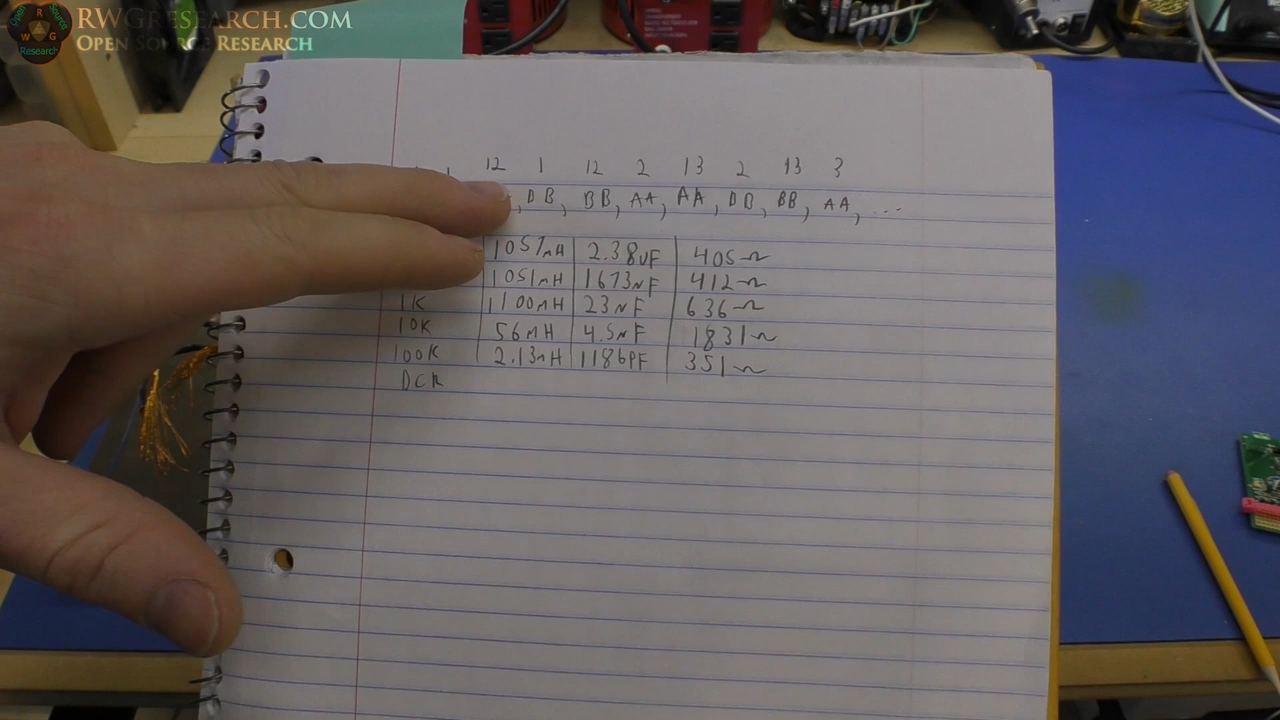 RWGRESEARCH.COM
OPEN SOURCE RESEARCH
12 1 12 2 13 2 13 3
, DB, BB, AA, AA, DD, BB, AA, ...
1057mH 2.38uF 405Ω
1051mH 1673nF 412Ω
1K 1100mH 23nF 636Ω
10K 56mH 4.5nF 1831Ω
100K 2.13mH 1186PF 351Ω
DCR